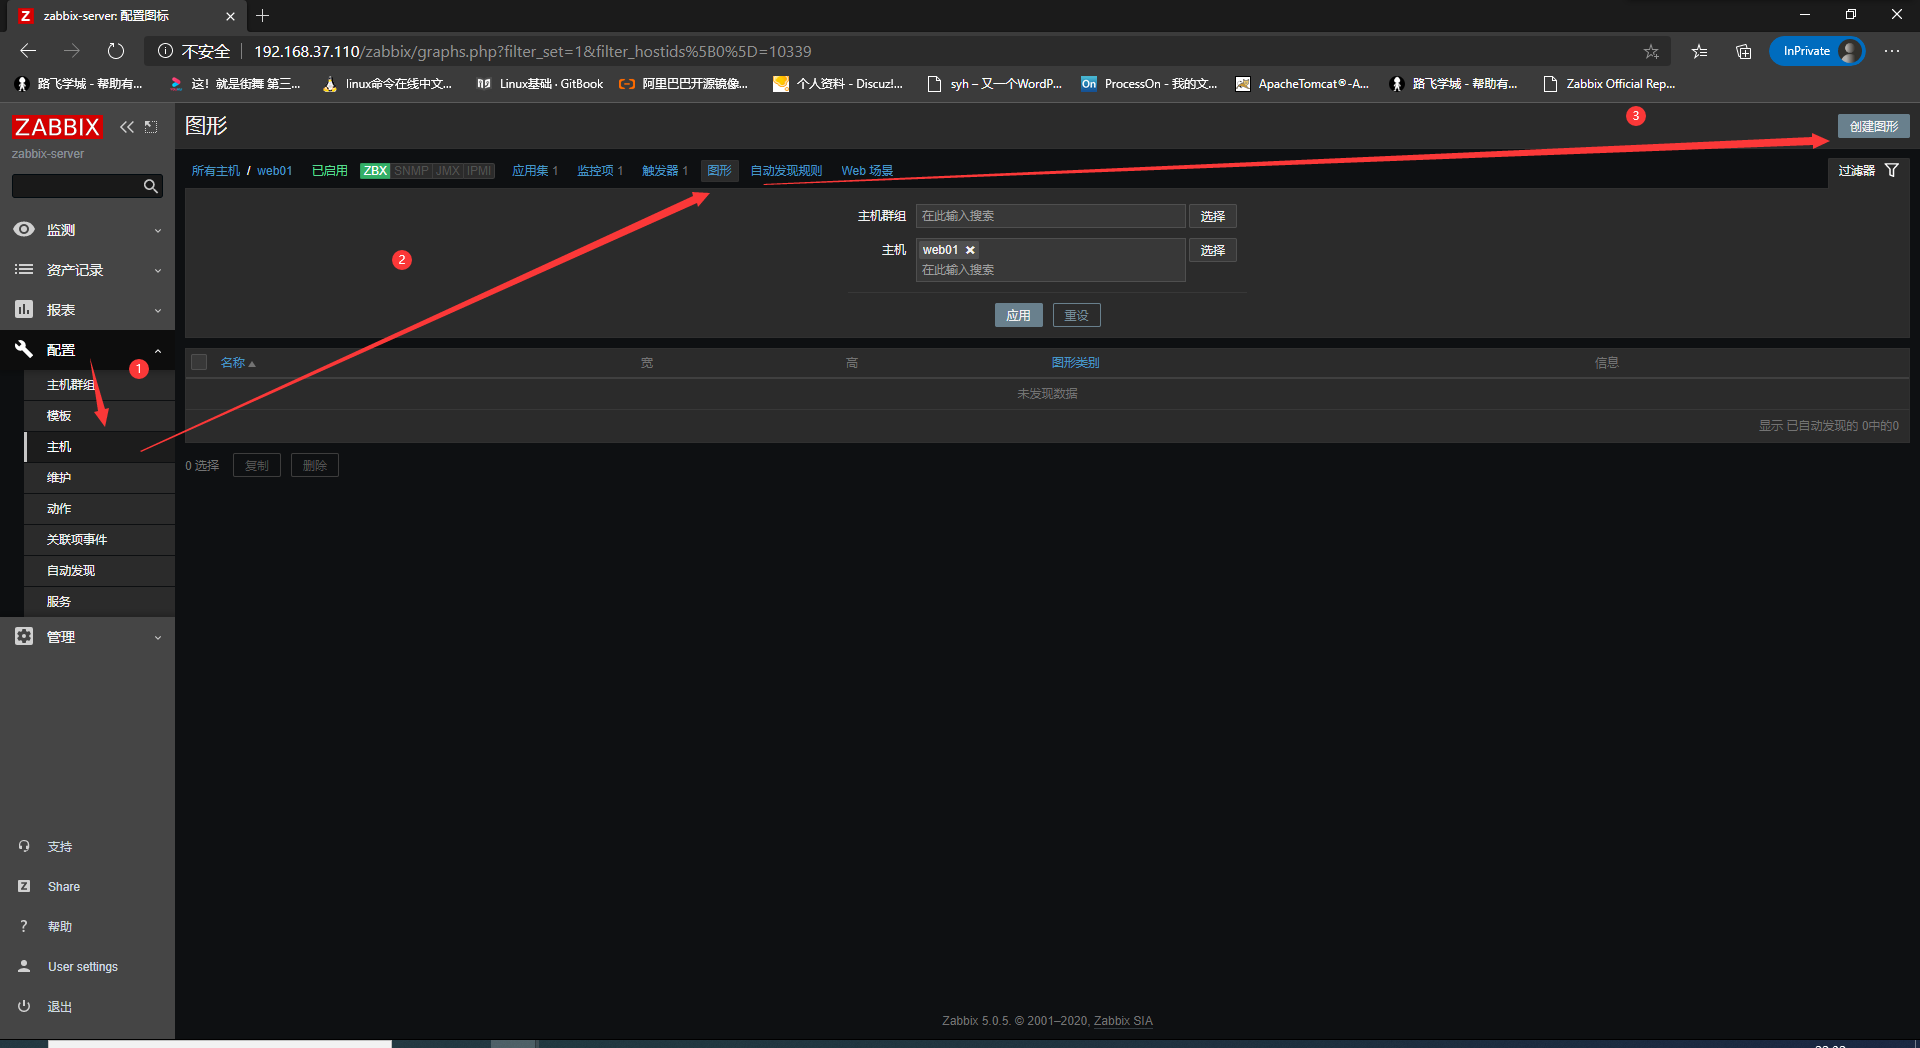 zabbix-server: 配置图标
不安全 192.168.37.110/zabbix/graphs.php?filter_set=1&filter_hostids%5B0%5D=10339
InPrivate
路飞学城 - 帮助有...
这！就是街舞 第三...
linux命令在线中文...
Linux基础 · GitBook
阿里巴巴开源镜像...
个人资料 - Discuz!...
syh – 又一个WordP...
On ProcessOn - 我的文...
ApacheTomcat®-A...
路飞学城 - 帮助有...
Zabbix Official Rep...
ZABBIX
zabbix-server
图形
3
创建图形
所有主机 / web01 已启用 ZBX SNMP JMX IPMI 应用集 1 监控项 1 触发器 1 图形 自动发现规则 Web 场景
过滤器
主机群组 在此输入搜索 选择
主机 web01 选择
在此输入搜索
应用 重设
2
监测
资产记录
报表
配置
1
主机群组
模板
主机
维护
动作
关联项事件
自动发现
服务
管理
名称 宽 高 图形类别 信息
未发现数据
显示 已自动发现的 0中的0
0 选择 复制 删除
支持
Z Share
帮助
User settings
退出
Zabbix 5.0.5. © 2001–2020, Zabbix SIA